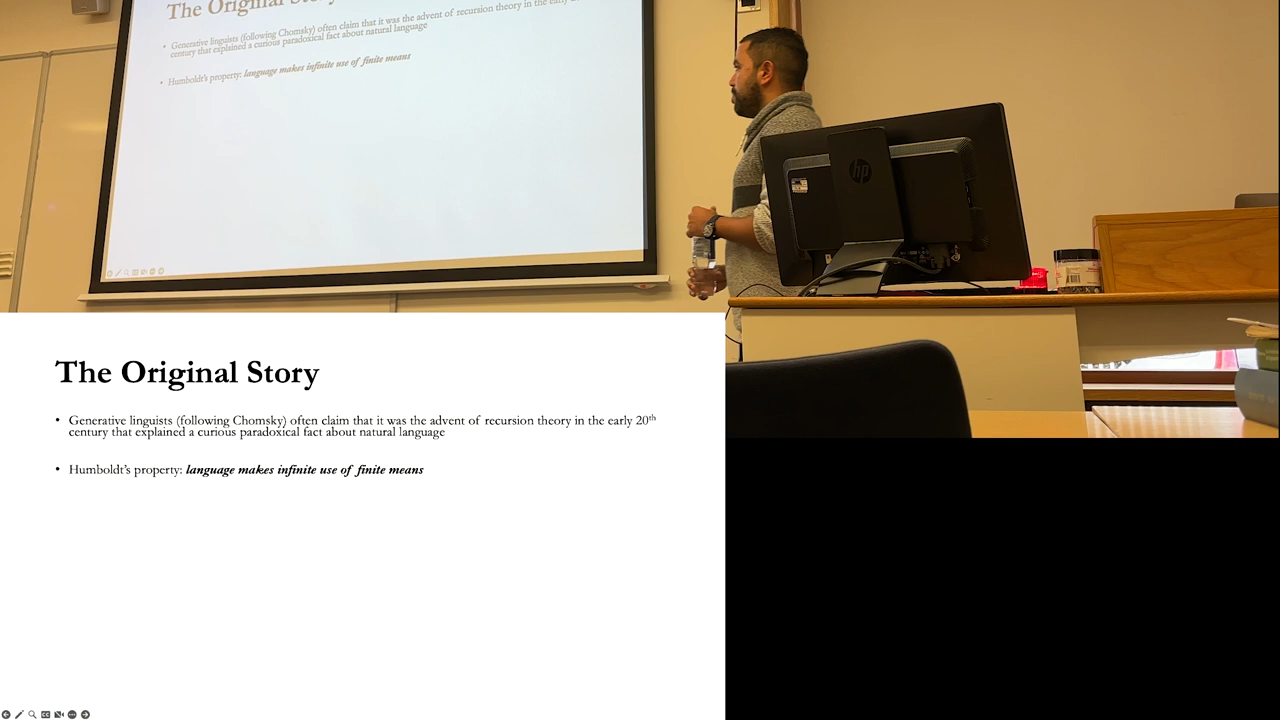 The Original Story
Generative linguists (following Chomsky) often claim that it was the advent of recursion theory in the early
century that explained a curious paradoxical fact about natural language
Humboldt's property: language makes infinite use of finite means
hp
The Original Story
• Generative linguists (following Chomsky) often claim that it was the advent of recursion theory in the early 20th
century that explained a curious paradoxical fact about natural language
• Humboldt's property: language makes infinite use of finite means